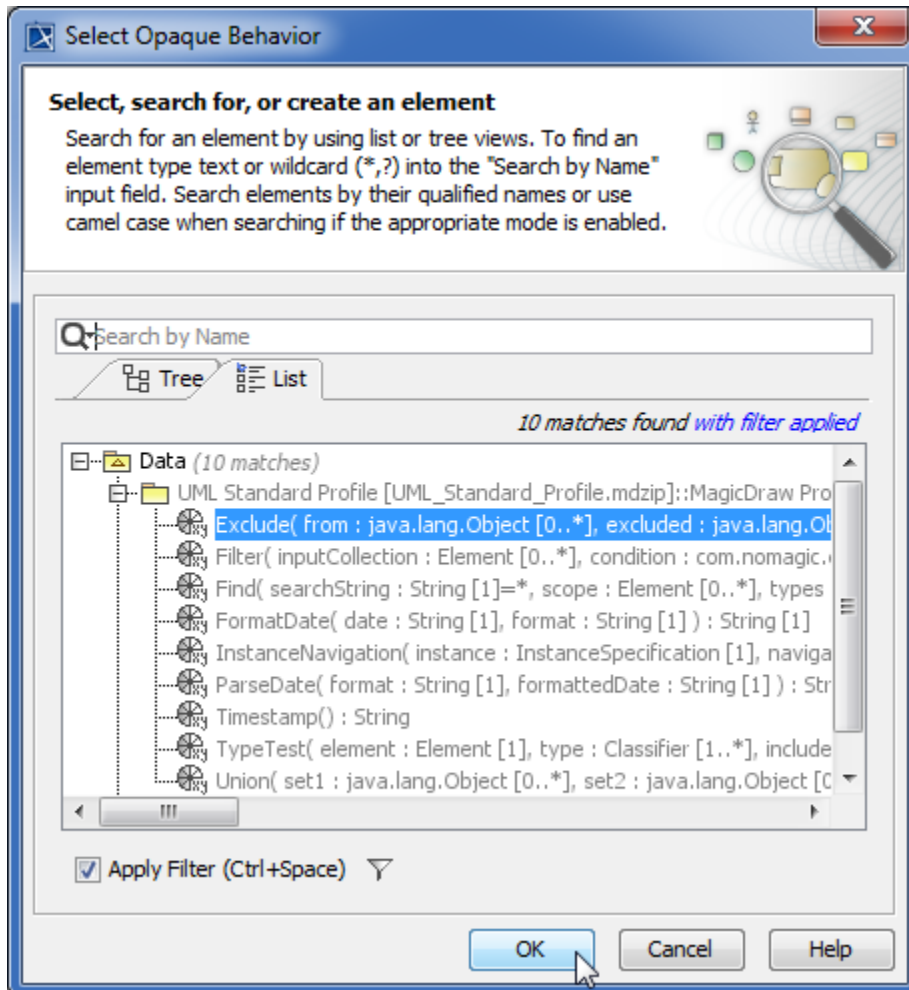 Select Opaque Behavior
Select, search for, or create an element
Search for an element by using list or tree views. To find an
element type text or wildcard (*,?) into the "Search by Name"
input field. Search elements by their qualified names or use
camel case when searching if the appropriate mode is enabled.
Search by Name
Tree List
10 matches found with filter applied
Data (10 matches)
UML Standard Profile [UML_Standard_Profile.mdzip]::MagicDraw Pro
Exclude( from : java.lang.Object [0..*], excluded : java.lang.Ob
Filter( inputCollection : Element [0..*], condition : com.nomagic.
Find( searchString : String [1]=*, scope : Element [0..*], types
FormatDate( date : String [1], format : String [1] ) : String [1]
InstanceNavigation( instance : InstanceSpecification [1], naviga
ParseDate( format : String [1], formattedDate : String [1] ) : Str
Timestamp() : String
TypeTest( element : Element [1], type : Classifier [1..*], include
Union( set1 : java.lang.Object [0..*], set2 : java.lang.Object [0
Apply Filter (Ctrl+Space)
OK Cancel Help